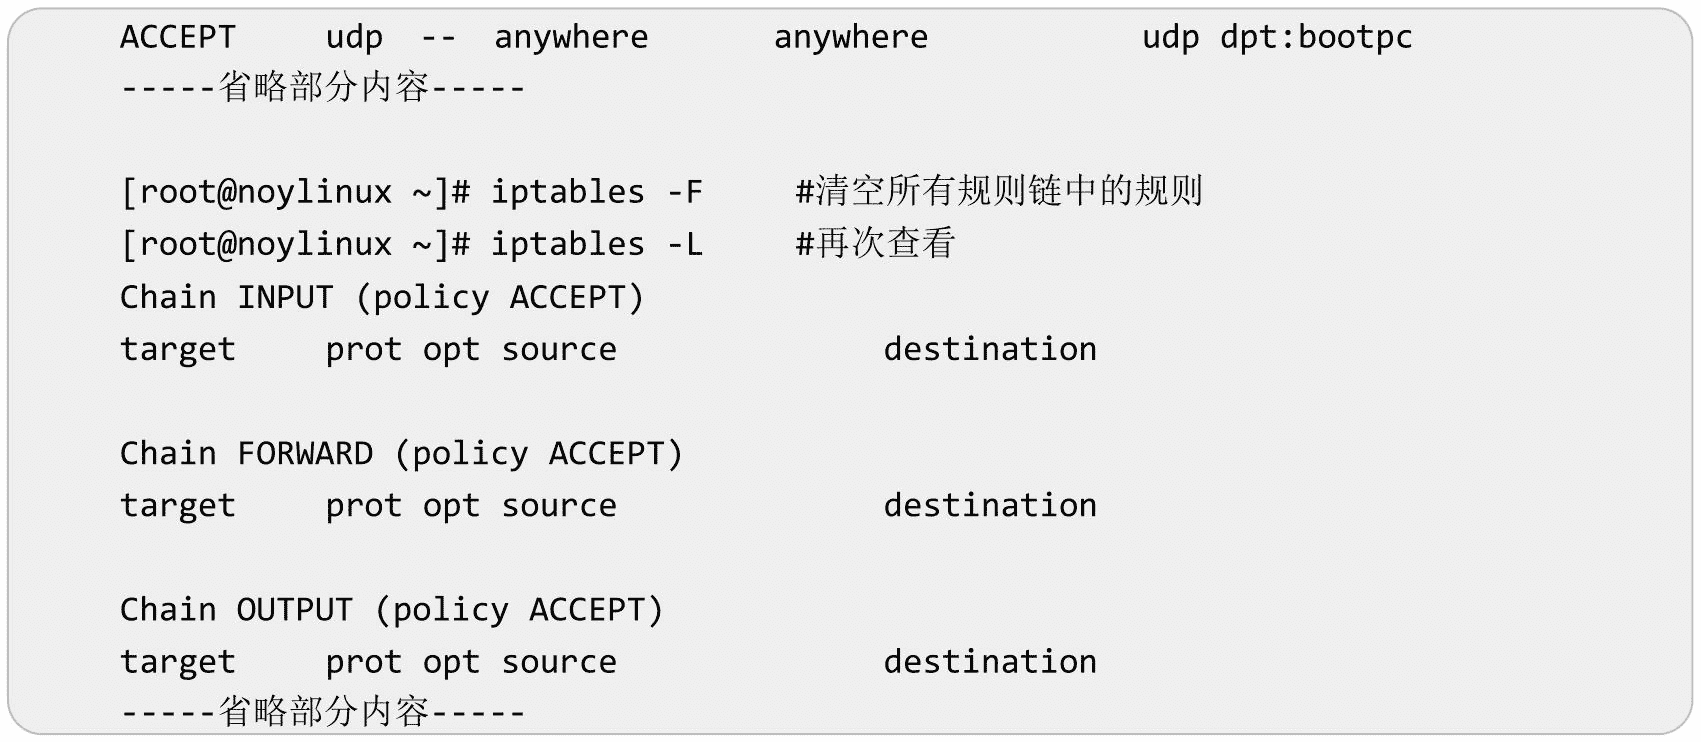 ACCEPT     udp  --  anywhere      anywhere           udp dpt:bootpc
-----省略部分内容-----
[root@noylinux ~]# iptables -F     #清空所有规则链中的规则
[root@noylinux ~]# iptables -L     #再次查看
Chain INPUT (policy ACCEPT)
target     prot opt source              destination
Chain FORWARD (policy ACCEPT)
target     prot opt source              destination
Chain OUTPUT (policy ACCEPT)
target     prot opt source              destination
-----省略部分内容-----